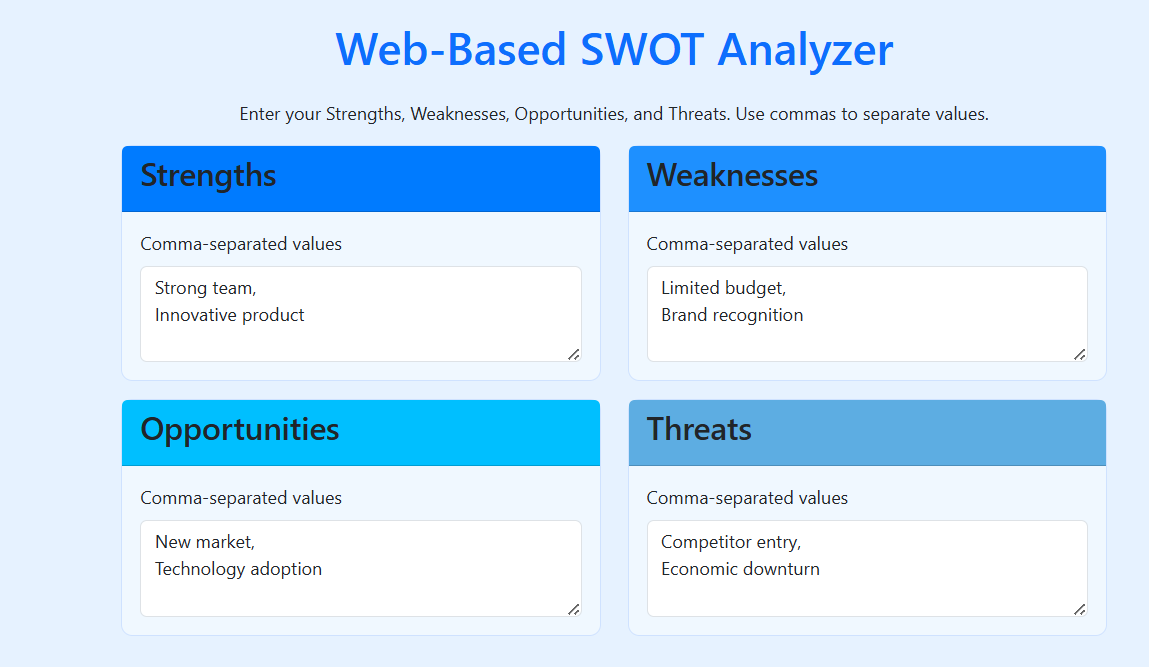 Web-Based SWOT Analyzer
Enter your Strengths, Weaknesses, Opportunities, and Threats. Use commas to separate values.
Strengths
Comma-separated values
Strong team,
Innovative product
Weaknesses
Comma-separated values
Limited budget,
Brand recognition
Opportunities
Comma-separated values
New market,
Technology adoption
Threats
Comma-separated values
Competitor entry,
Economic downturn